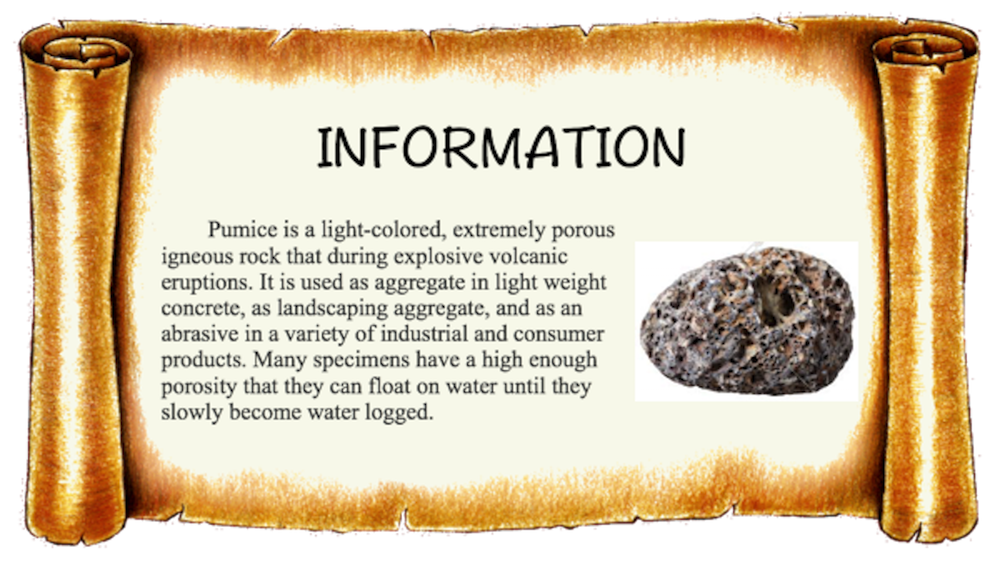 INFORMATION
Pumice is a light-colored, extremely porous
igneous rock that during explosive volcanic
eruptions. It is used as aggregate in light weight
concrete, as landscaping aggregate, and as an
abrasive in a variety of industrial and consumer
products. Many specimens have a high enough
porosity that they can float on water until they
slowly become water logged.